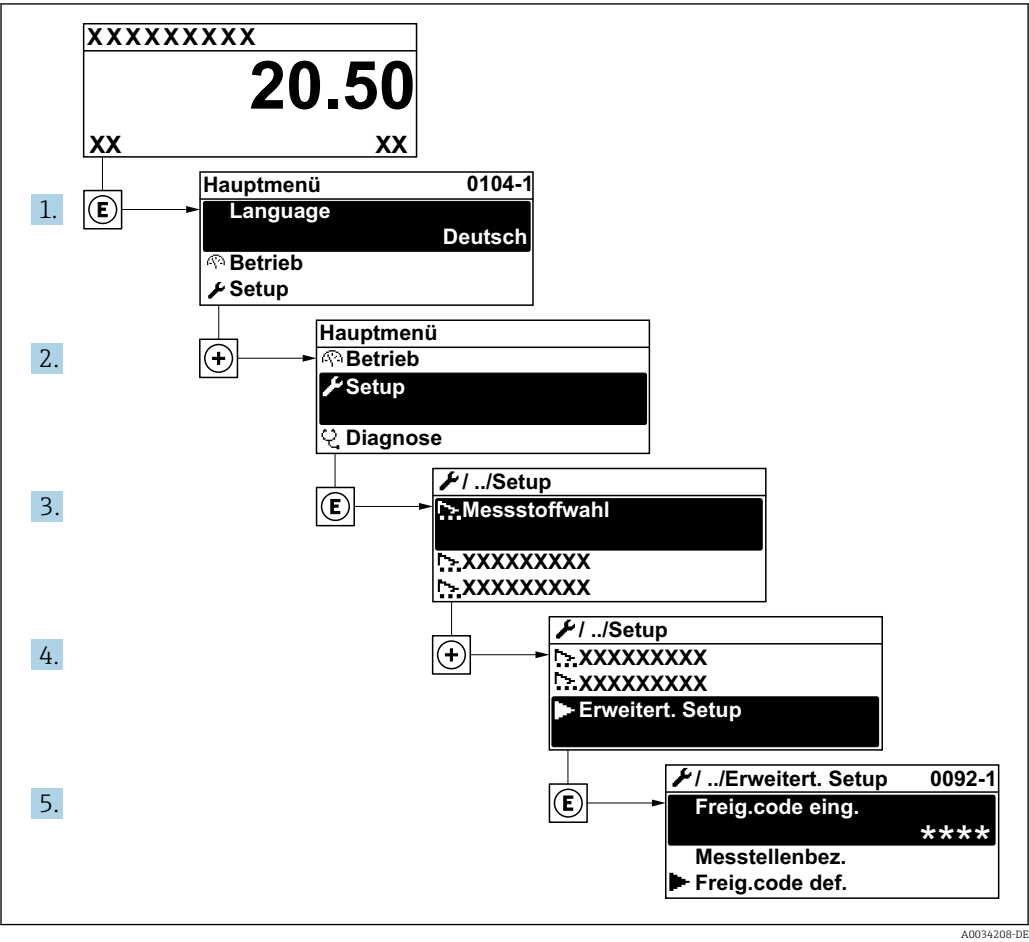 XXXXXXXXX
20.50
XX XX
1.
E
Hauptmenü 0104-1
Language
Deutsch
Betrieb
Setup
2.
+
Hauptmenü
Betrieb
Setup
Diagnose
3.
E
/ ../Setup
Messstoffwahl
XXXXXXXXX
XXXXXXXXX
4.
+
/ ../Setup
XXXXXXXXX
XXXXXXXXX
Erweitert. Setup
5.
E
/ ../Erweitert. Setup 0092-1
Freig.code eing.
****
Messtellenbez.
Freig.code def.
A0034208-DE